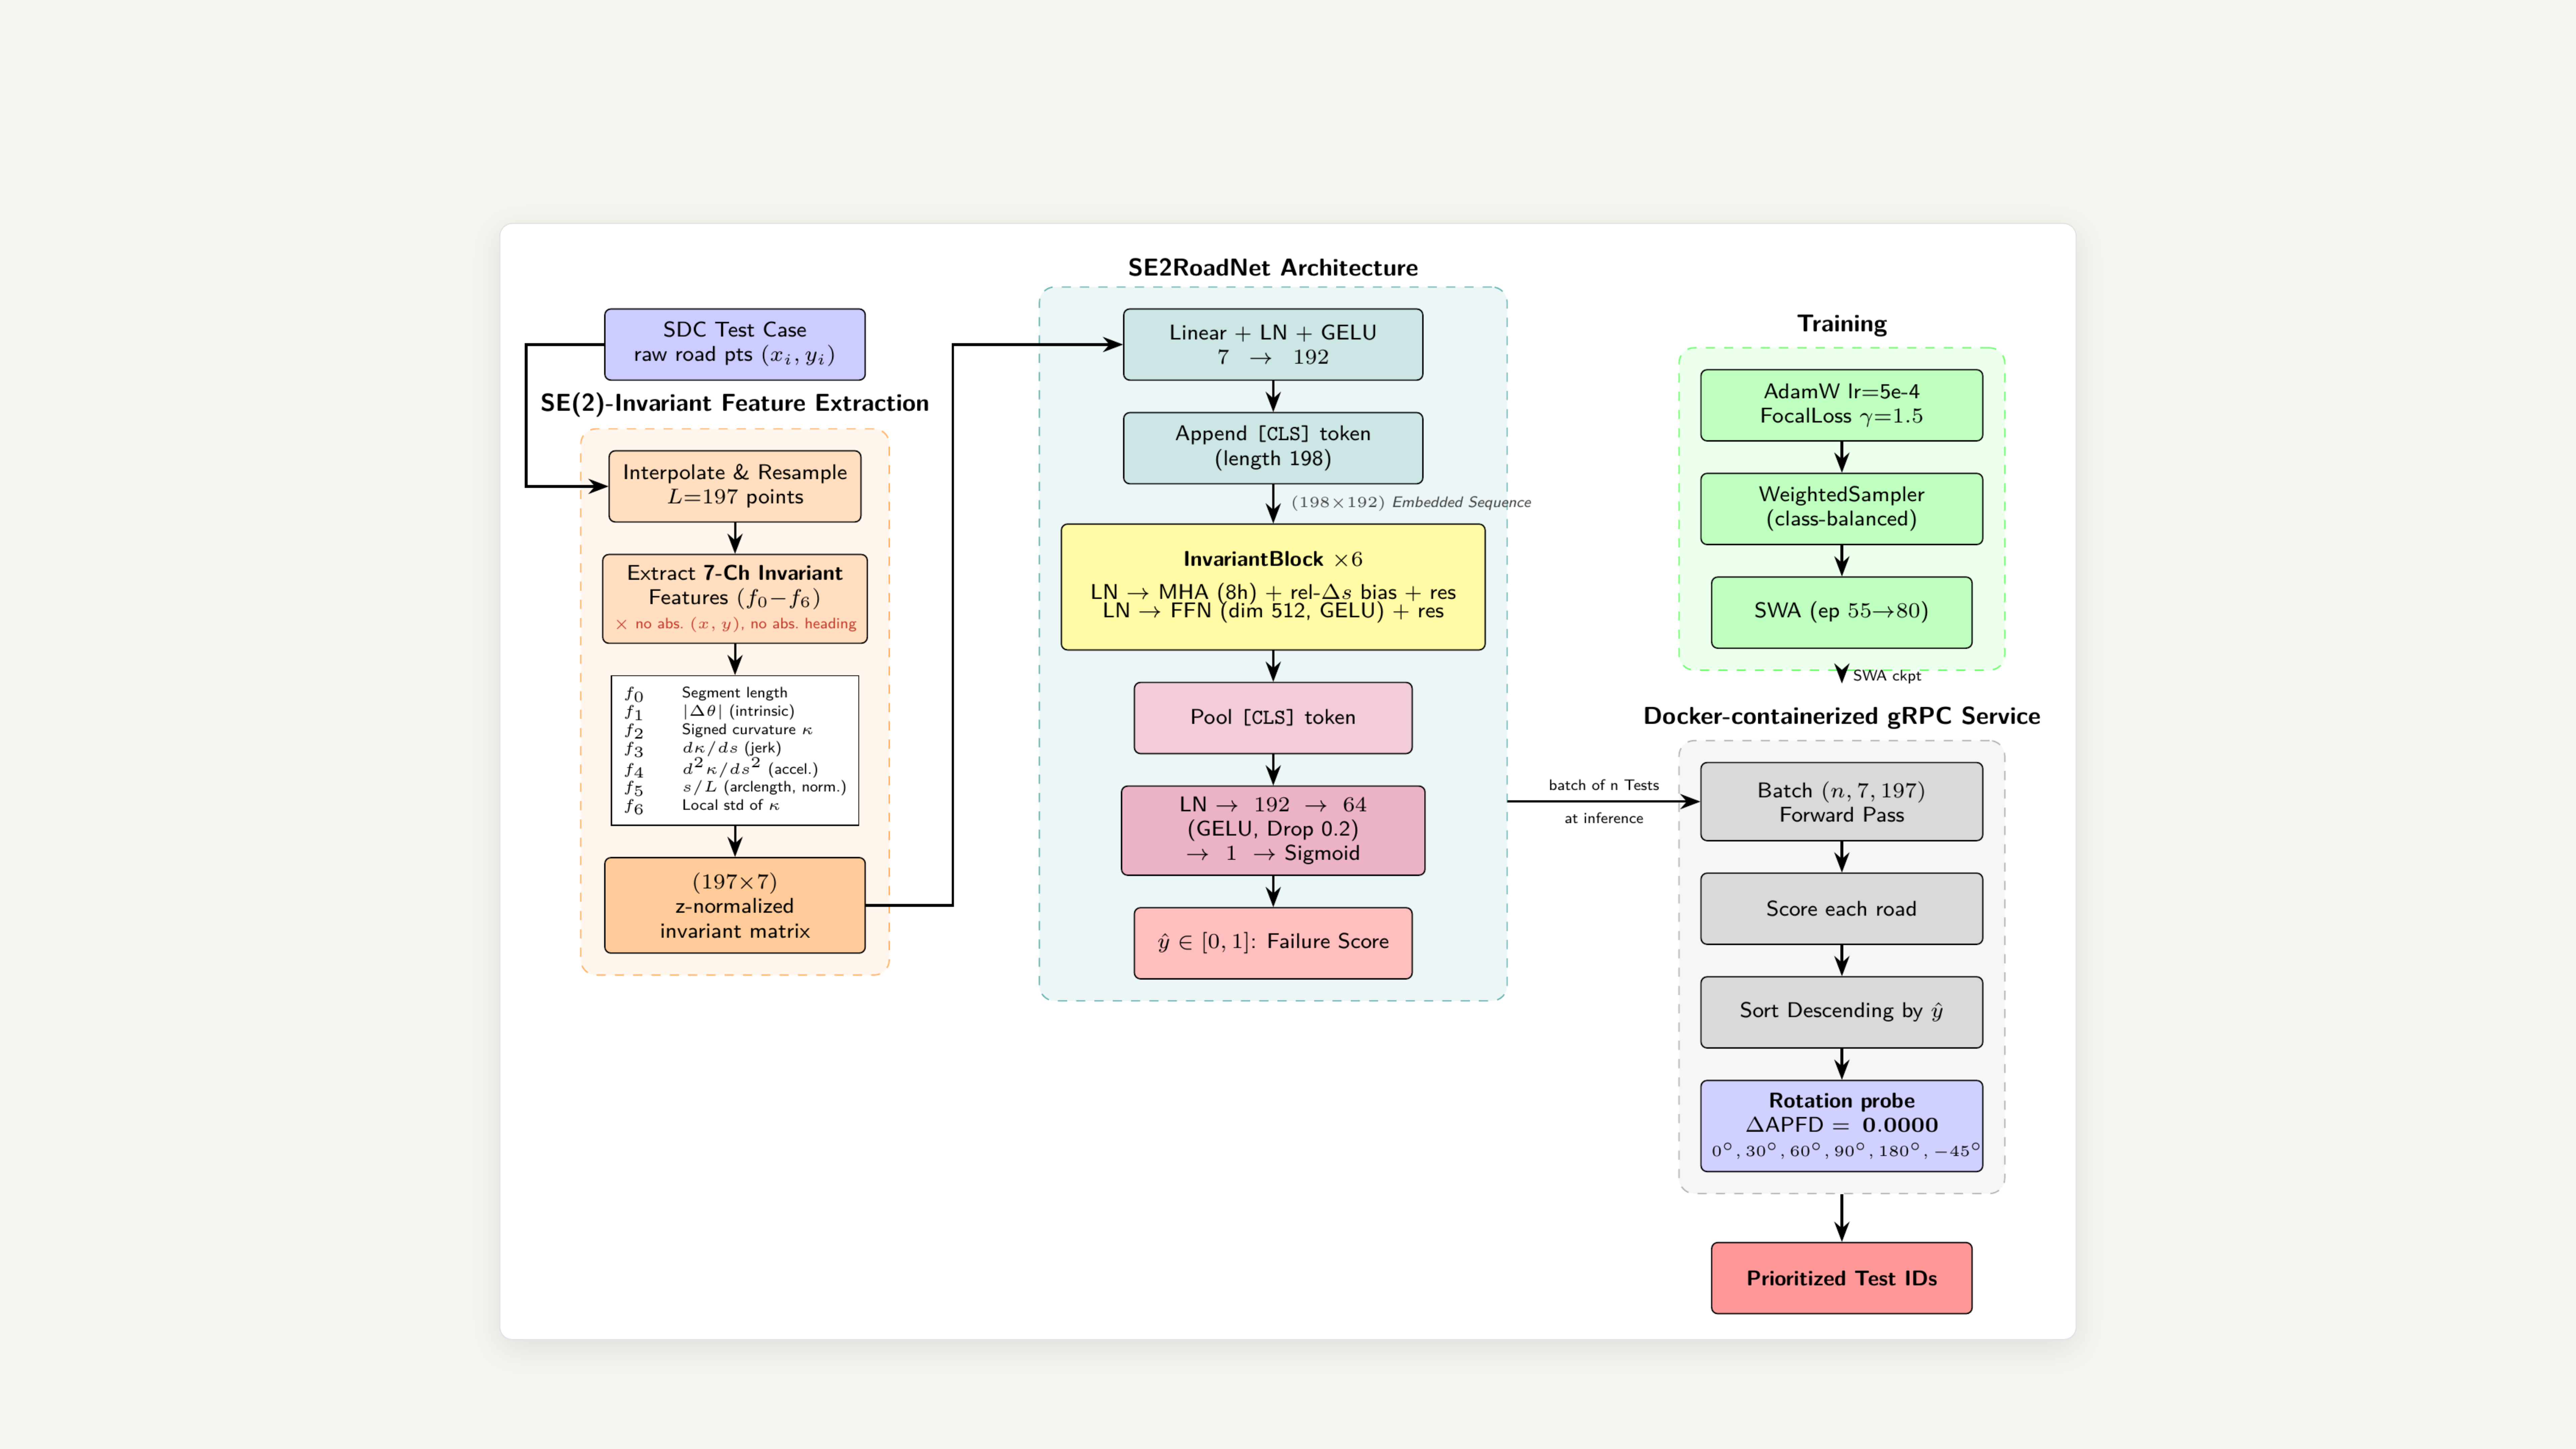 SDC Test Case
raw road pts (xᵢ, yᵢ)
SE(2)-Invariant Feature Extraction
Interpolate & Resample
L=197 points
Extract 7-Ch Invariant
Features (f₀−f₆)
× no abs. (x, y), no abs. heading
f₀ Segment length
f₁ |Δθ| (intrinsic)
f₂ Signed curvature κ
f₃ dκ/ds (jerk)
f₄ d²κ/ds² (accel.)
f₅ s/L (arclength, norm.)
f₆ Local std of κ
(197×7)
z-normalized
invariant matrix
SE2RoadNet Architecture
Linear + LN + GELU
7 → 192
Append [CLS] token
(length 198)
(198×192) Embedded Sequence
InvariantBlock ×6
LN → MHA (8h) + rel-Δs bias + res
LN → FFN (dim 512, GELU) + res
Pool [CLS] token
LN → 192 → 64
(GELU, Drop 0.2)
→ 1 → Sigmoid
ŷ ∈ [0, 1]: Failure Score
batch of n Tests
at inference
Training
AdamW lr=5e-4
FocalLoss γ=1.5
WeightedSampler
(class-balanced)
SWA (ep 55→80)
SWA ckpt
Docker-containerized gRPC Service
Batch (n, 7, 197)
Forward Pass
Score each road
Sort Descending by ŷ
Rotation probe
ΔAPFD = 0.0000
0°, 30°, 60°, 90°, 180°, −45°
Prioritized Test IDs